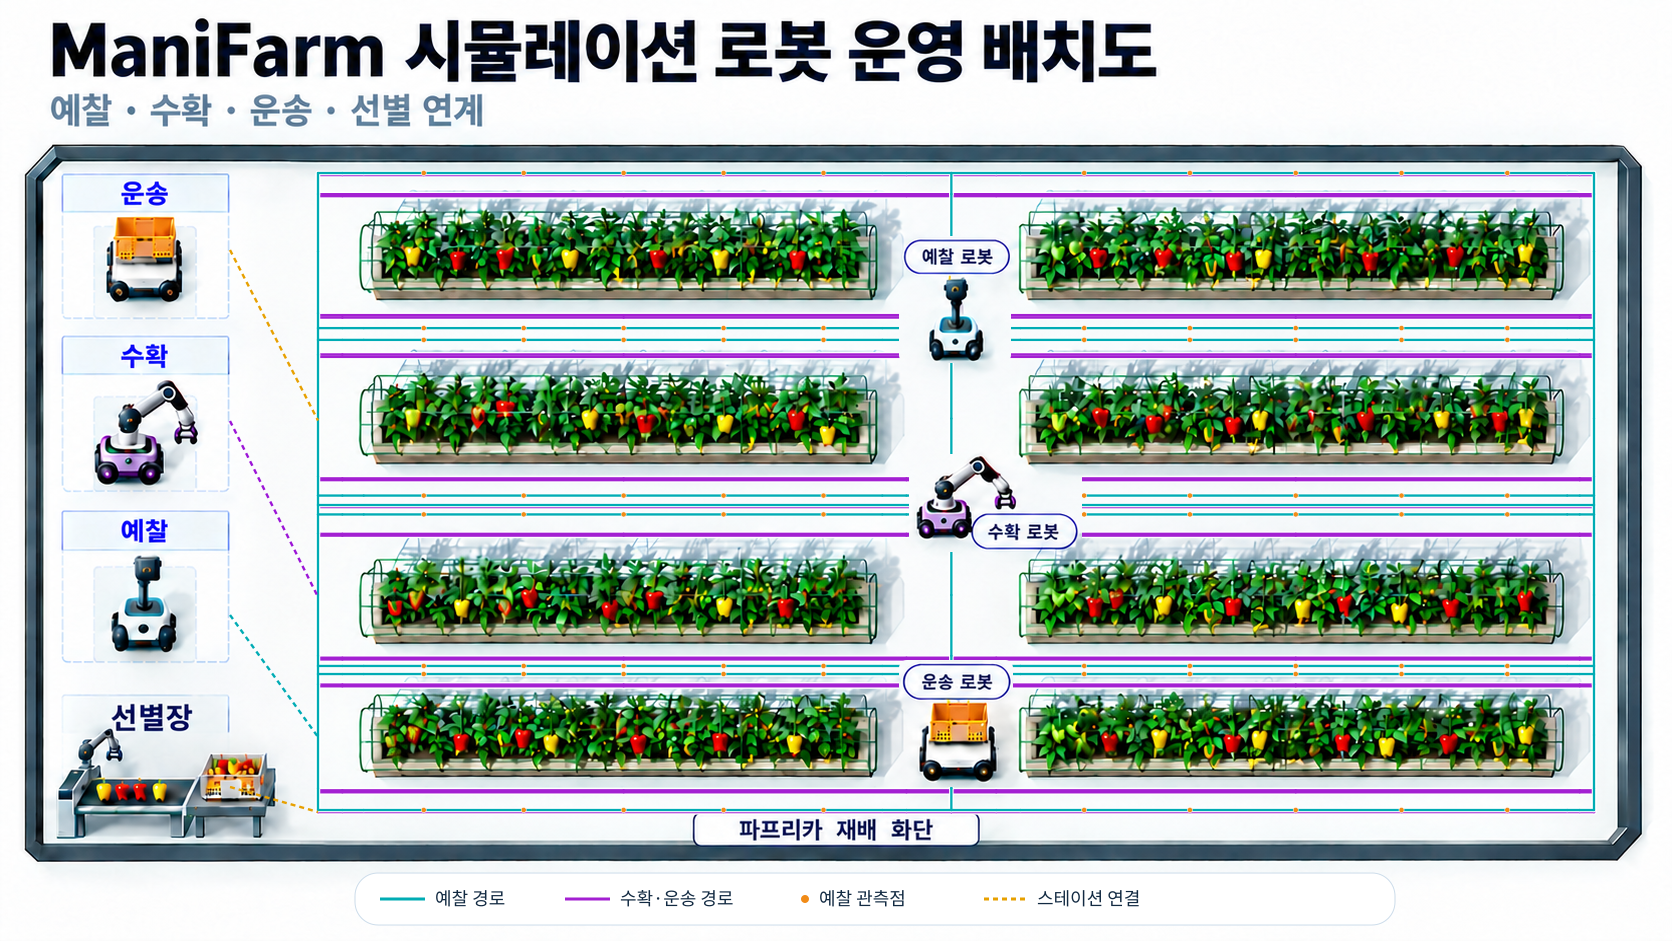 ManiFarm 시뮬레이션 로봇 운영 배치도
예찰 · 수확 · 운송 · 선별 연계
운송
수확
예찰
선별장
예찰 로봇
수확 로봇
운송 로봇
파프리카 재배 화단
예찰 경로
수확·운송 경로
예찰 관측점
스테이션 연결